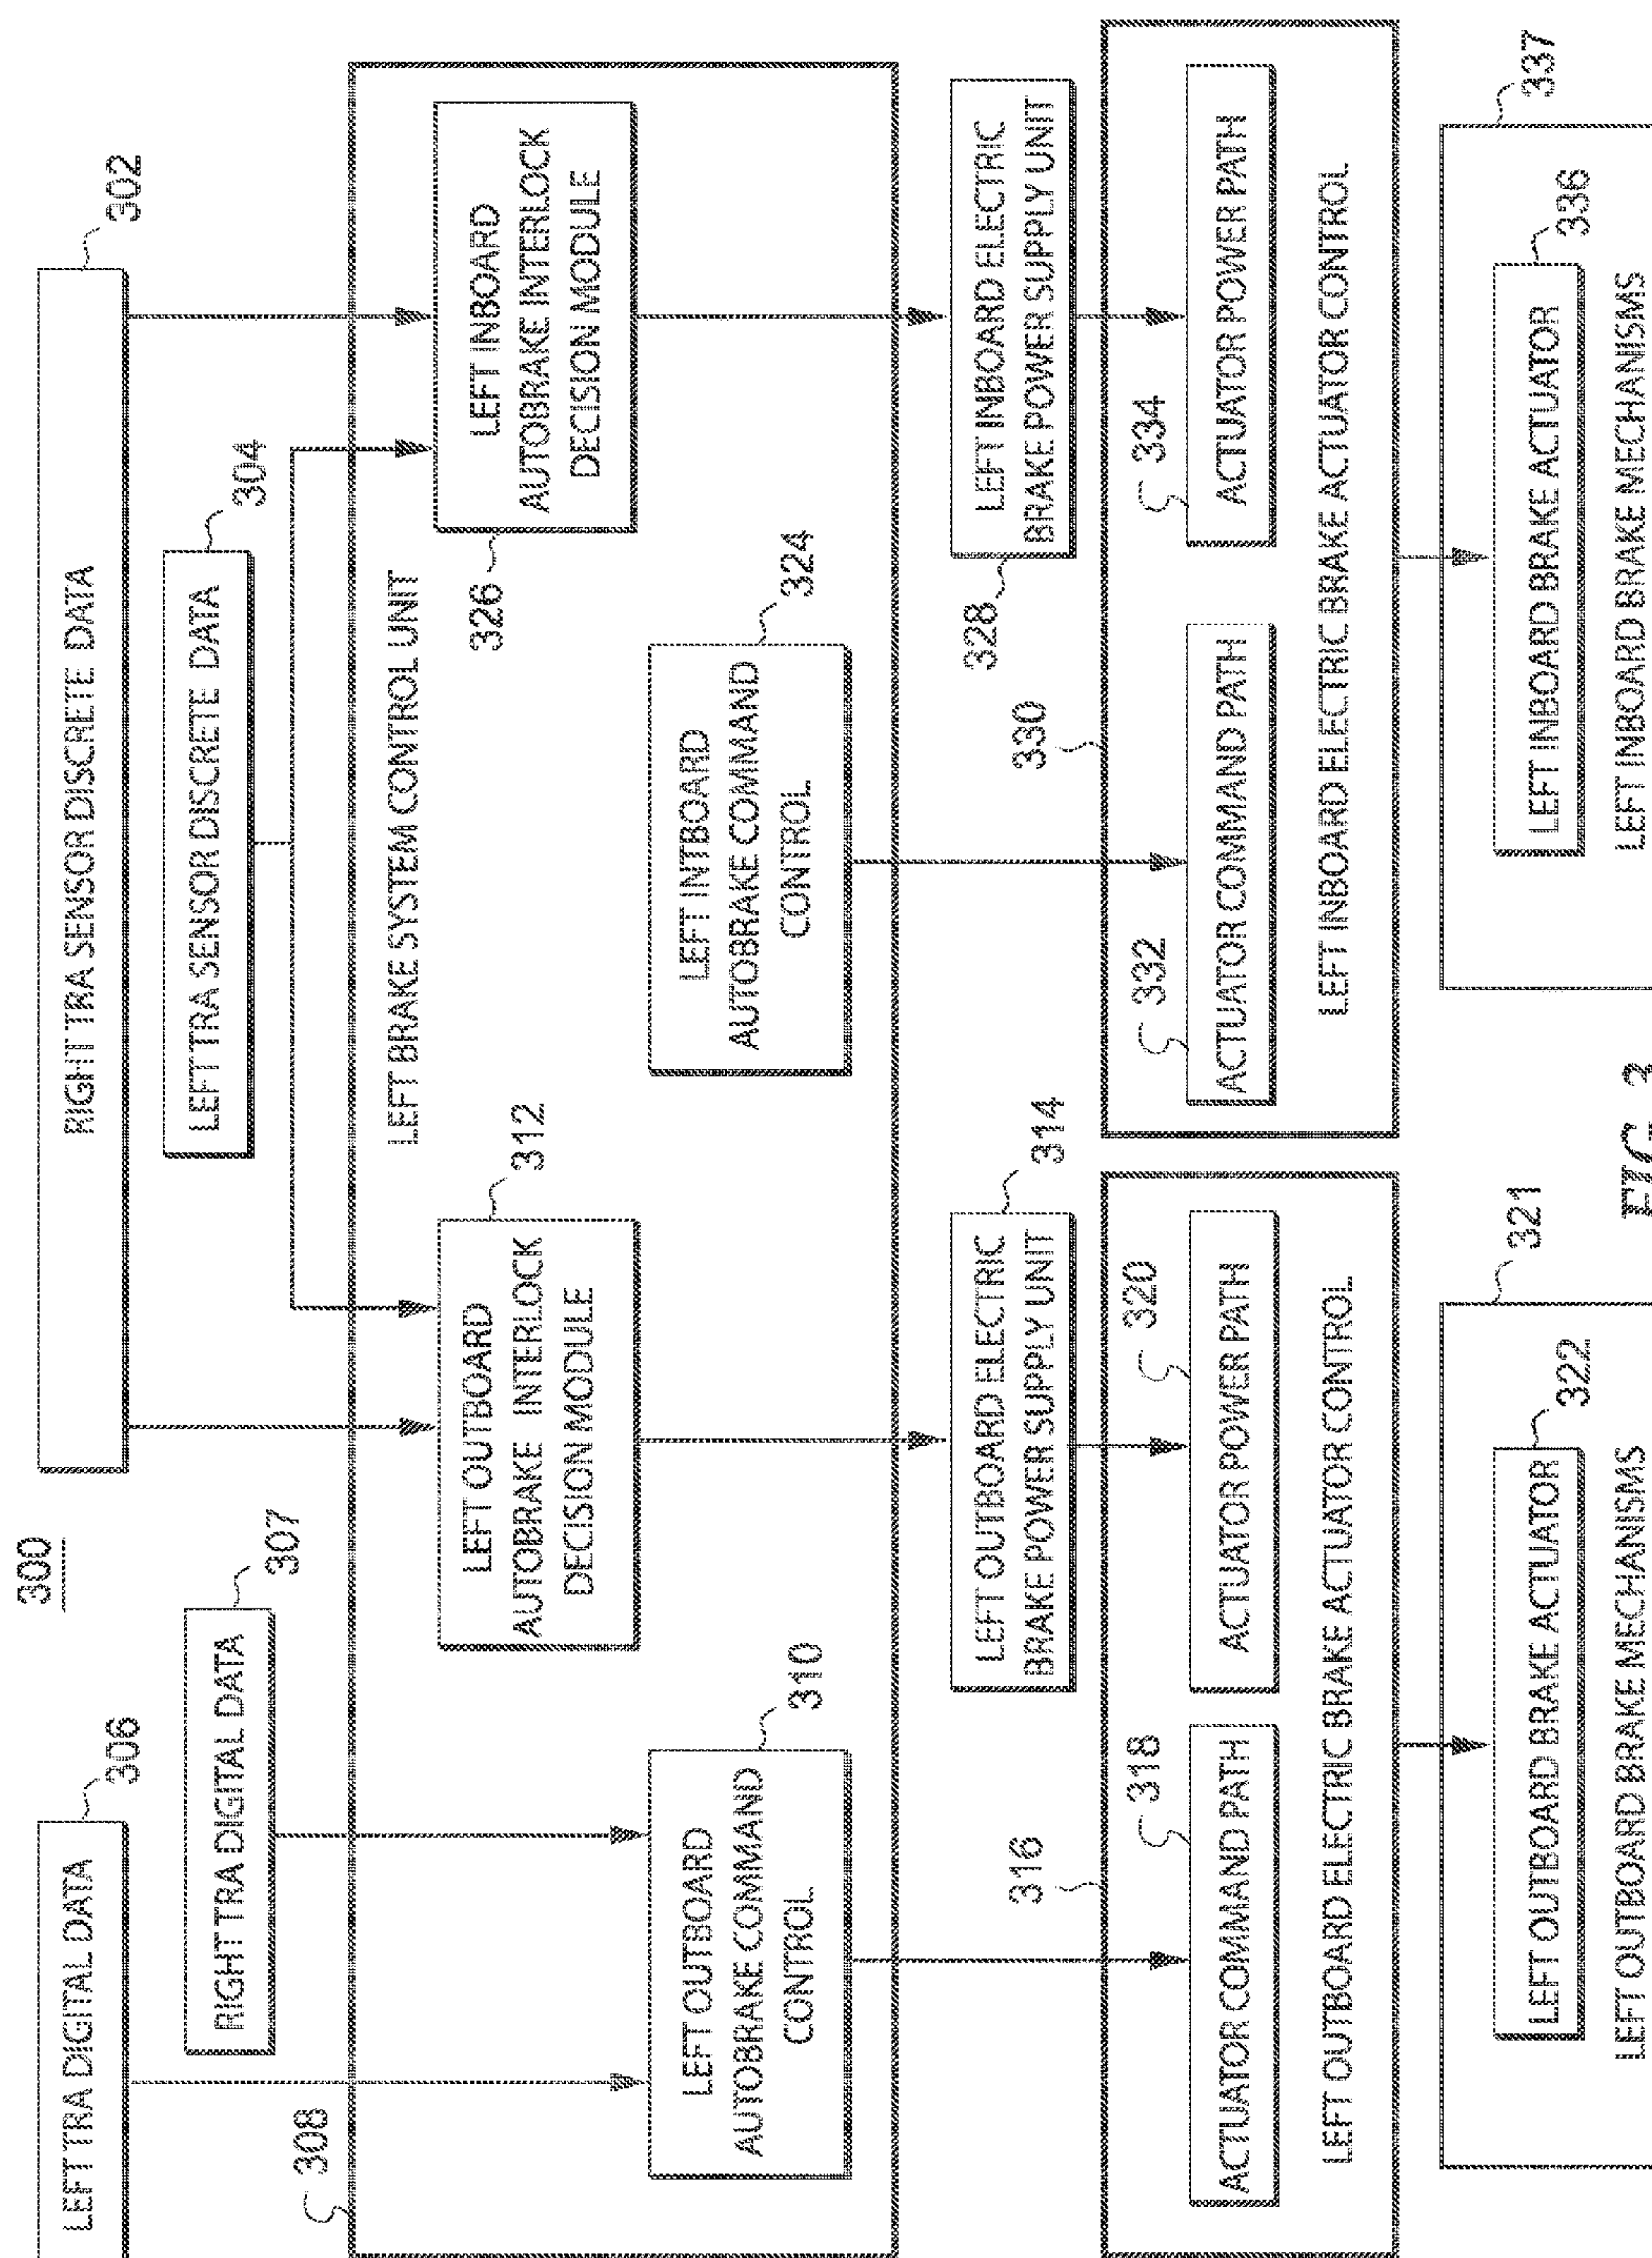 300
LEFT TRA DIGITAL DATA
306
RIGHT TRA DIGITAL DATA
307
RIGHT TRA SENSOR DISCRETE DATA
302
LEFT TRA SENSOR DISCRETE DATA
304
308
LEFT BRAKE SYSTEM CONTROL UNIT
LEFT OUTBOARD
AUTOBRAKE INTERLOCK
DECISION MODULE
312
LEFT INBOARD
AUTOBRAKE INTERLOCK
DECISION MODULE
326
LEFT OUTBOARD
AUTOBRAKE COMMAND
CONTROL
310
LEFT INTBOARD
AUTOBRAKE COMMAND
CONTROL
324
LEFT OUTBOARD ELECTRIC
BRAKE POWER SUPPLY UNIT
314
LEFT INBOARD ELECTRIC
BRAKE POWER SUPPLY UNIT
328
316
318
ACTUATOR COMMAND PATH
320
ACTUATOR POWER PATH
LEFT OUTBOARD ELECTRIC BRAKE ACTUATOR CONTROL
330
332
ACTUATOR COMMAND PATH
334
ACTUATOR POWER PATH
LEFT INBOARD ELECTRIC BRAKE ACTUATOR CONTROL
321
LEFT OUTBOARD BRAKE ACTUATOR
322
LEFT OUTBOARD BRAKE MECHANISMS
337
LEFT INBOARD BRAKE ACTUATOR
336
LEFT INBOARD BRAKE MECHANISMS
FIG. 3